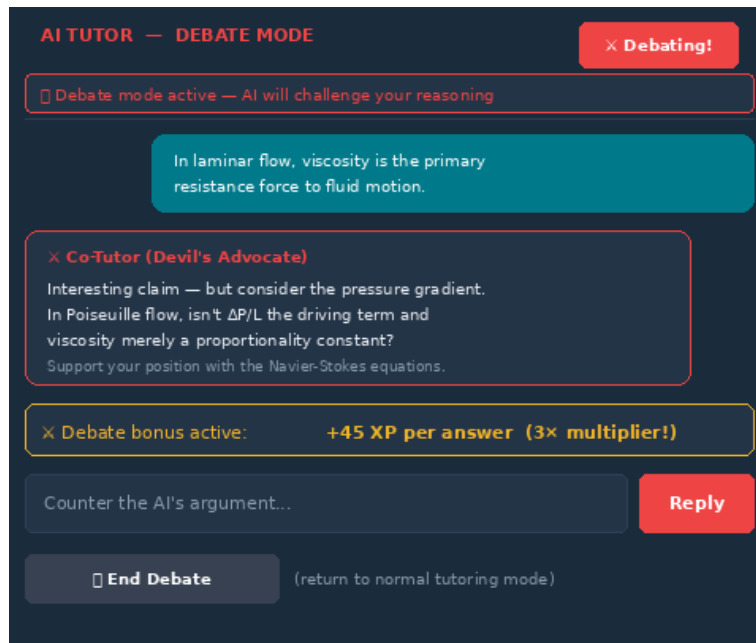 AI TUTOR — DEBATE MODE
⚔ Debating!
Debate mode active — AI will challenge your reasoning
In laminar flow, viscosity is the primary
resistance force to fluid motion.
⚔ Co-Tutor (Devil's Advocate)
Interesting claim — but consider the pressure gradient.
In Poiseuille flow, isn't ΔP/L the driving term and
viscosity merely a proportionality constant?
Support your position with the Navier-Stokes equations.
⚔ Debate bonus active: +45 XP per answer (3× multiplier!)
Counter the AI's argument...
Reply
End Debate (return to normal tutoring mode)